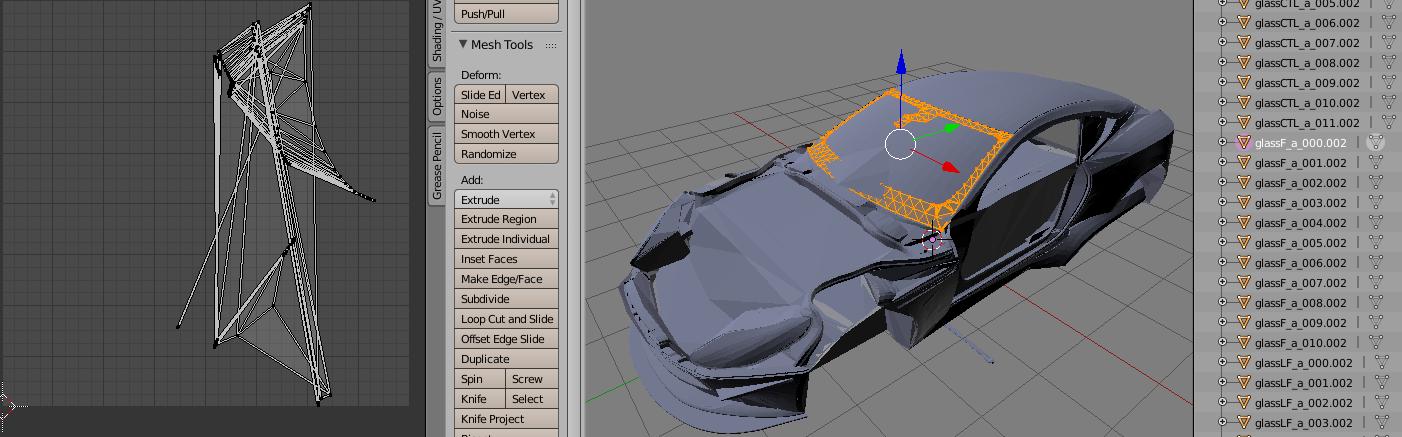 Shading / UV
Options
Grease Pencil
Push/Pull
Mesh Tools
Deform:
Slide Ed
Vertex
Noise
Smooth Vertex
Randomize
Add:
Extrude
Extrude Region
Extrude Individual
Inset Faces
Make Edge/Face
Subdivide
Loop Cut and Slide
Offset Edge Slide
Duplicate
Spin
Screw
Knife
Select
Knife Project
glassCTL_a_005.002
glassCTL_a_006.002
glassCTL_a_007.002
glassCTL_a_008.002
glassCTL_a_009.002
glassCTL_a_010.002
glassCTL_a_011.002
glassF_a_000.002
glassF_a_001.002
glassF_a_002.002
glassF_a_003.002
glassF_a_004.002
glassF_a_005.002
glassF_a_006.002
glassF_a_007.002
glassF_a_008.002
glassF_a_009.002
glassF_a_010.002
glassLF_a_000.002
glassLF_a_001.002
glassLF_a_002.002
glassLF_a_003.002